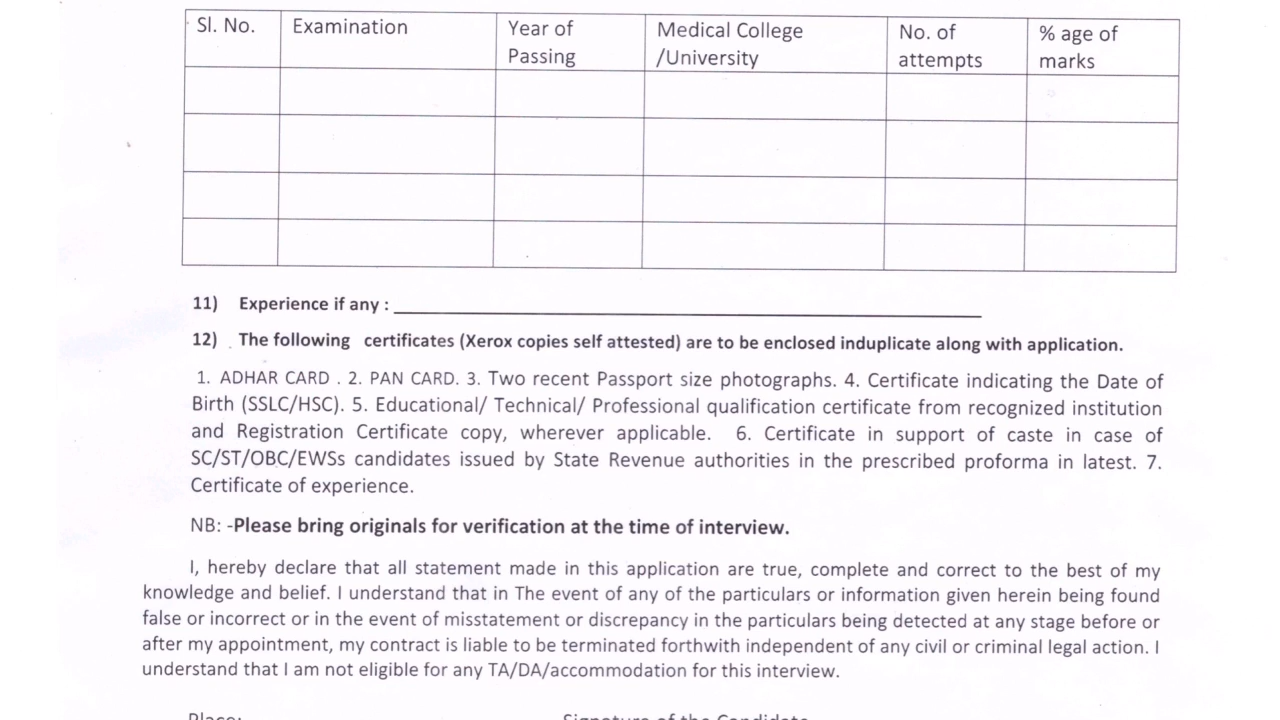 Sl. No. Examination Year of Passing Medical College /University No. of attempts % age of marks
11) Experience if any :
12) The following certificates (Xerox copies self attested) are to be enclosed induplicate along with application.
1. ADHAR CARD . 2. PAN CARD. 3. Two recent Passport size photographs. 4. Certificate indicating the Date of
Birth (SSLC/HSC). 5. Educational/ Technical/ Professional qualification certificate from recognized institution
and Registration Certificate copy, wherever applicable. 6. Certificate in support of caste in case of
SC/ST/OBC/EWSs candidates issued by State Revenue authorities in the prescribed proforma in latest. 7.
Certificate of experience.
NB: -Please bring originals for verification at the time of interview.
I, hereby declare that all statement made in this application are true, complete and correct to the best of my
knowledge and belief. I understand that in The event of any of the particulars or information given herein being found
false or incorrect or in the event of misstatement or discrepancy in the particulars being detected at any stage before or
after my appointment, my contract is liable to be terminated forthwith independent of any civil or criminal legal action. I
understand that I am not eligible for any TA/DA/accommodation for this interview.
Place: Signature of the Candidate